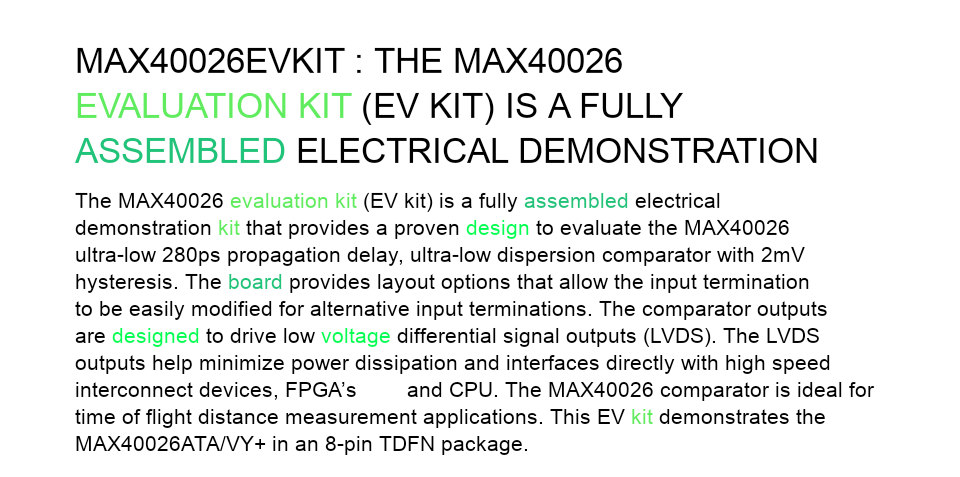 MAX40026EVKIT : THE MAX40026
EVALUATION KIT (EV KIT) IS A FULLY
ASSEMBLED ELECTRICAL DEMONSTRATION
The MAX40026 evaluation kit (EV kit) is a fully assembled electrical
demonstration kit that provides a proven design to evaluate the MAX40026
ultra-low 280ps propagation delay, ultra-low dispersion comparator with 2mV
hysteresis. The board provides layout options that allow the input termination
to be easily modified for alternative input terminations. The comparator outputs
are designed to drive low voltage differential signal outputs (LVDS). The LVDS
outputs help minimize power dissipation and interfaces directly with high speed
interconnect devices, FPGA’s and CPU. The MAX40026 comparator is ideal for
time of flight distance measurement applications. This EV kit demonstrates the
MAX40026ATA/VY+ in an 8-pin TDFN package.